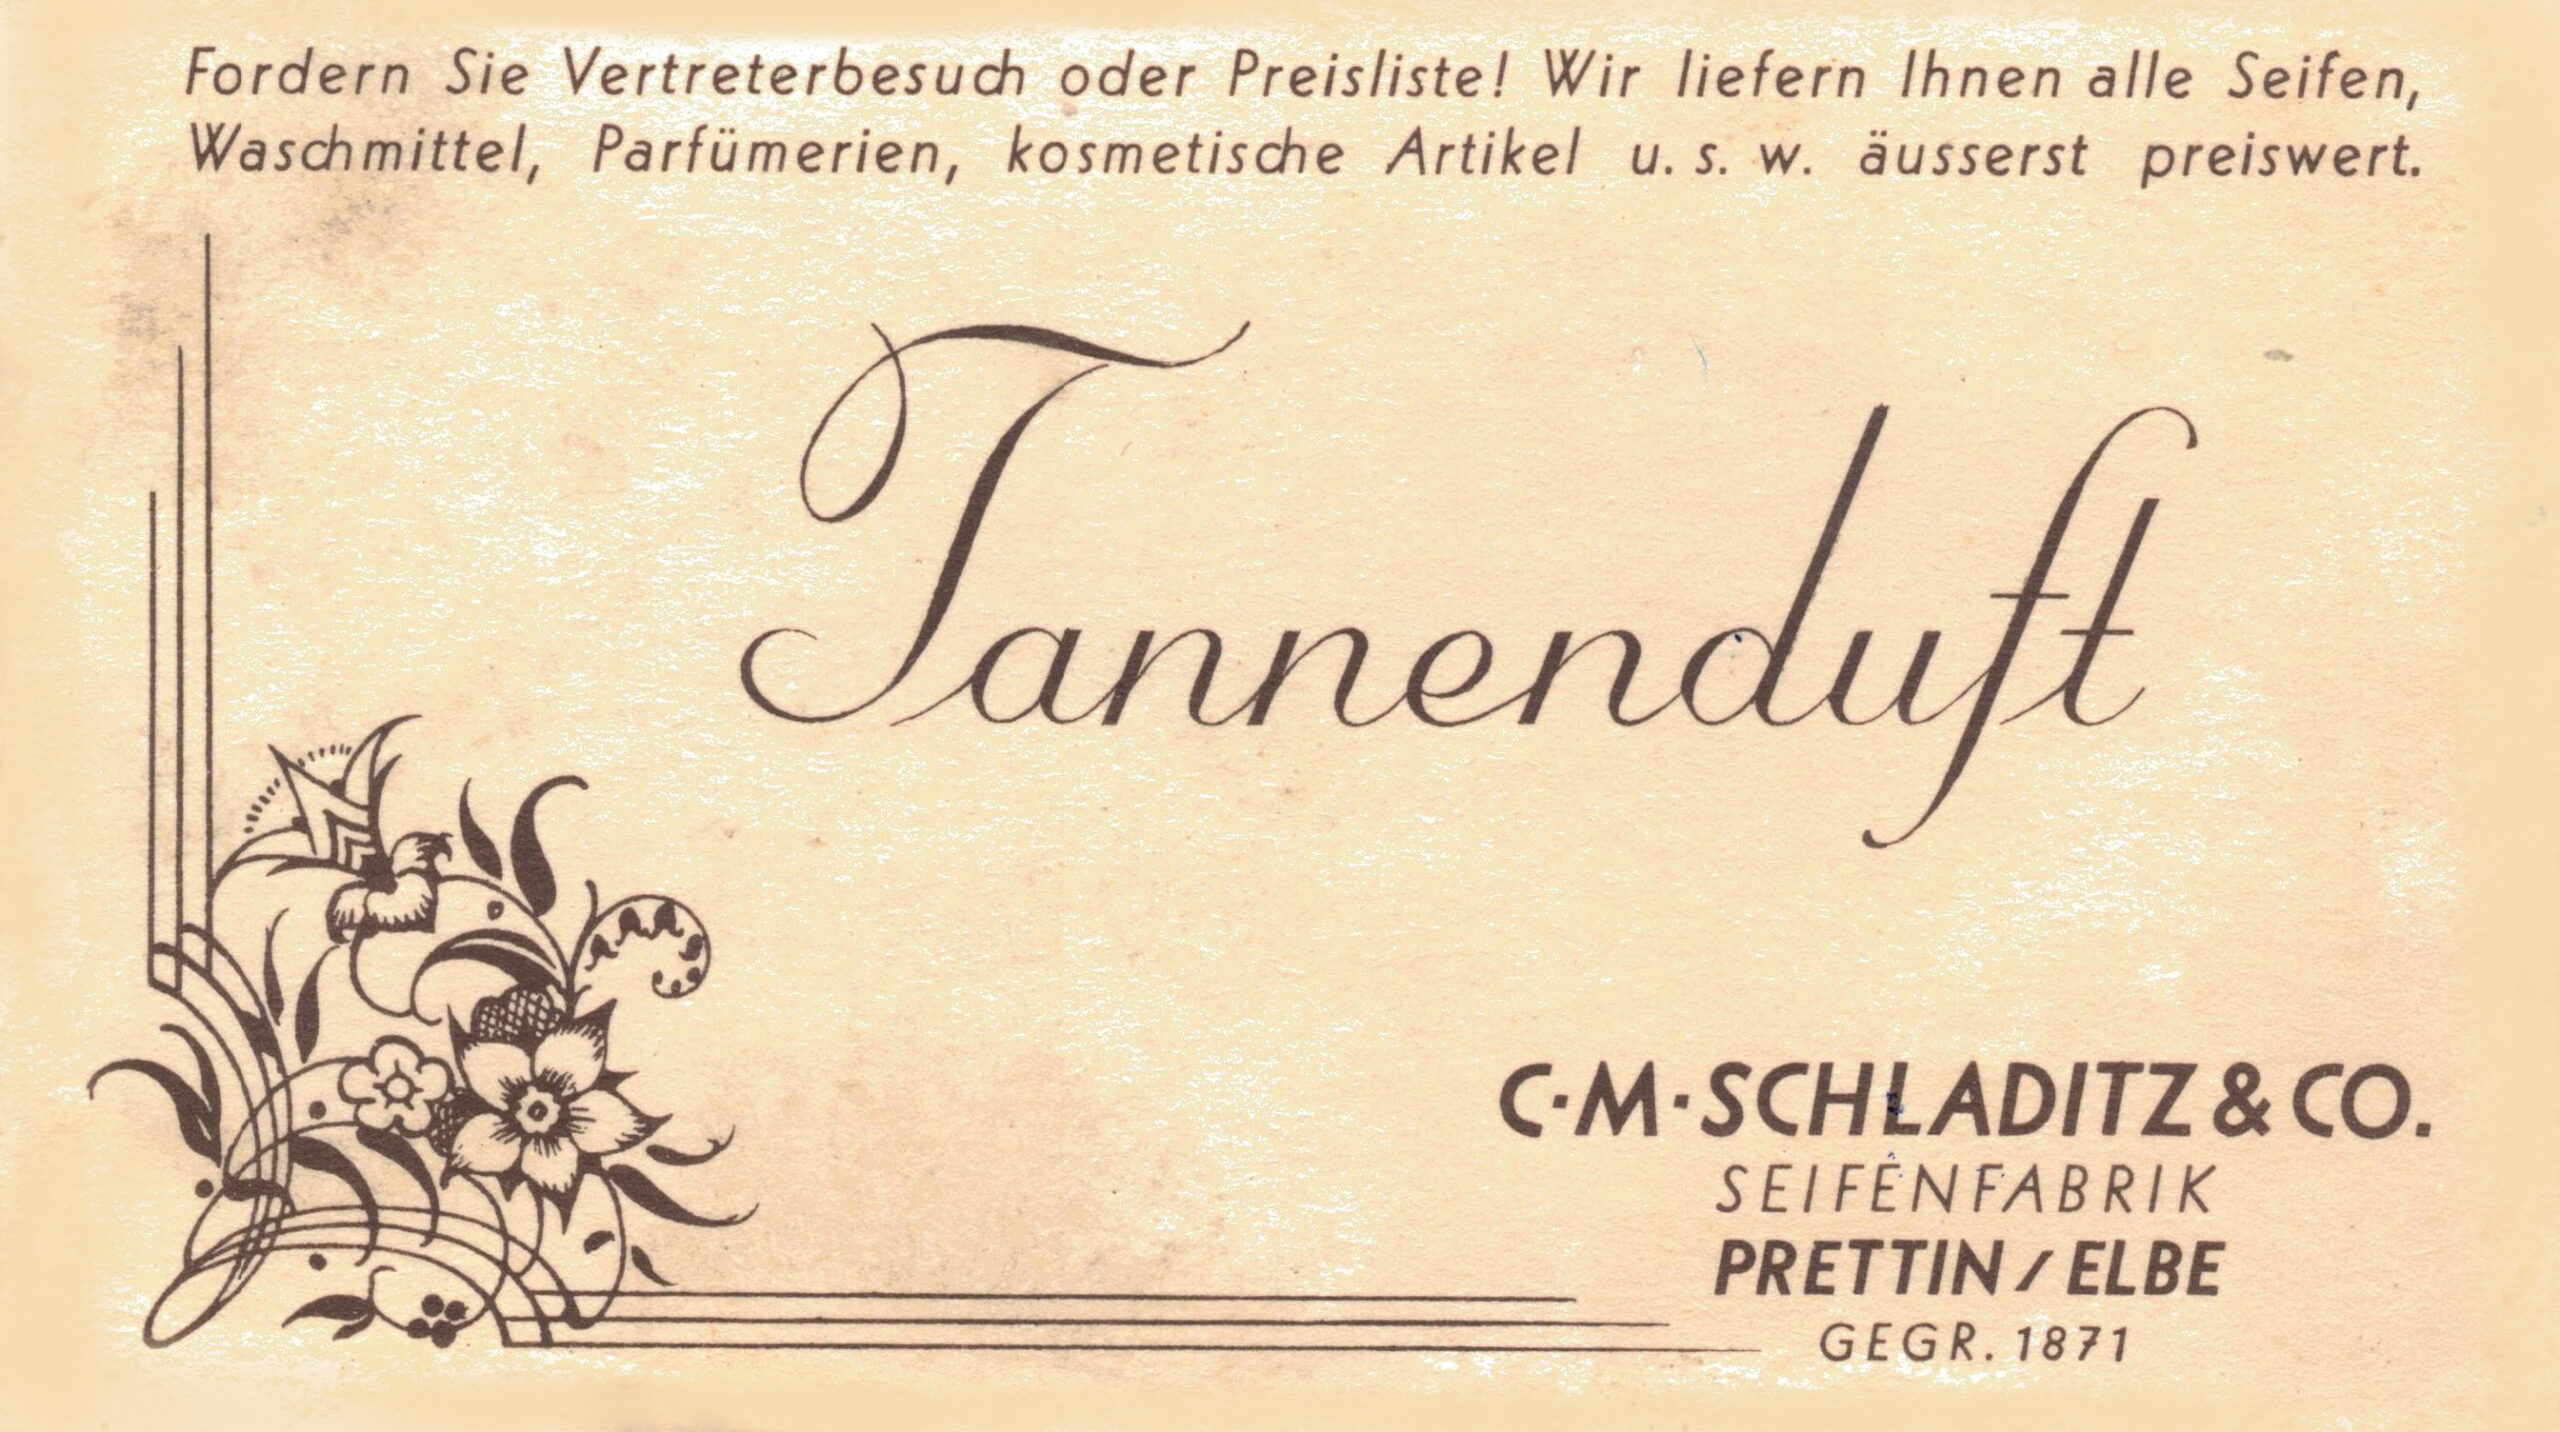 Fordern Sie Vertreterbesuch oder Preisliste! Wir liefern Ihnen alle Seifen,
Waschmittel, Parfümerien, kosmetische Artikel u. s. w. äusserst preiswert.
Tannenduft
C·M·SCHLADITZ & CO.
SEIFENFABRIK
PRETTIN / ELBE
GEGR. 1871